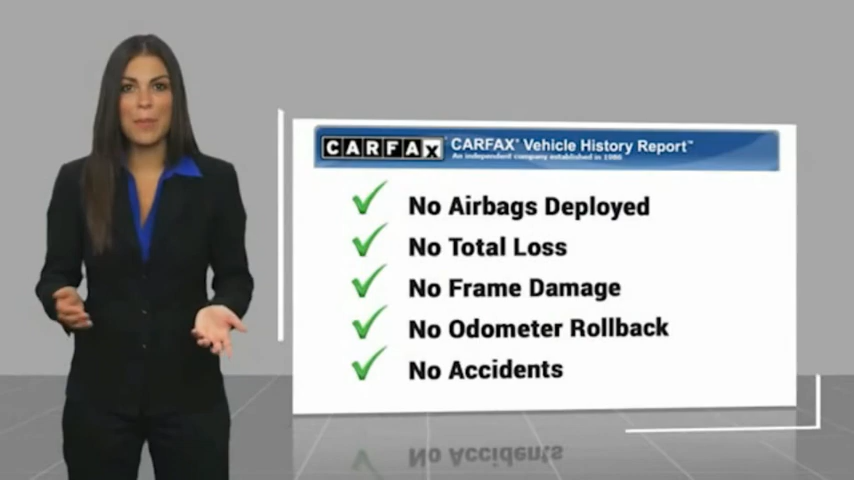 CARFAX CARFAX® Vehicle History Report™
An independent company established in 1986
No Airbags Deployed
No Total Loss
No Frame Damage
No Odometer Rollback
No Accidents
No Accidents